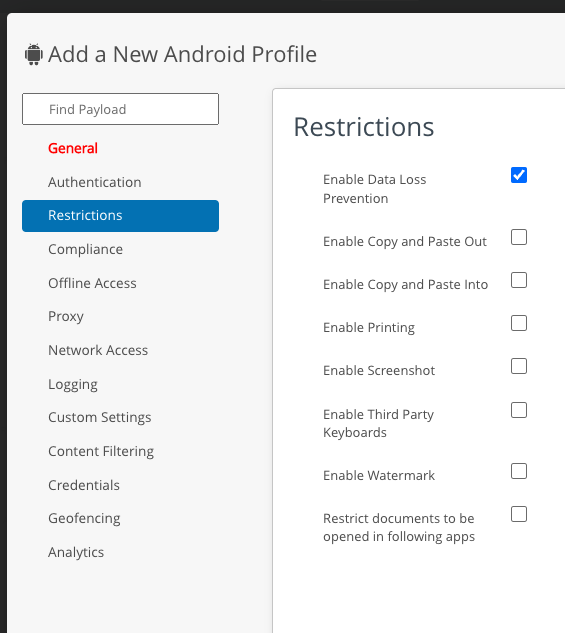 Add a New Android Profile
Find Payload
General
Authentication
Restrictions
Compliance
Offline Access
Proxy
Network Access
Logging
Custom Settings
Content Filtering
Credentials
Geofencing
Analytics
Restrictions
Enable Data Loss
Prevention
Enable Copy and Paste Out
Enable Copy and Paste Into
Enable Printing
Enable Screenshot
Enable Third Party
Keyboards
Enable Watermark
Restrict documents to be
opened in following apps